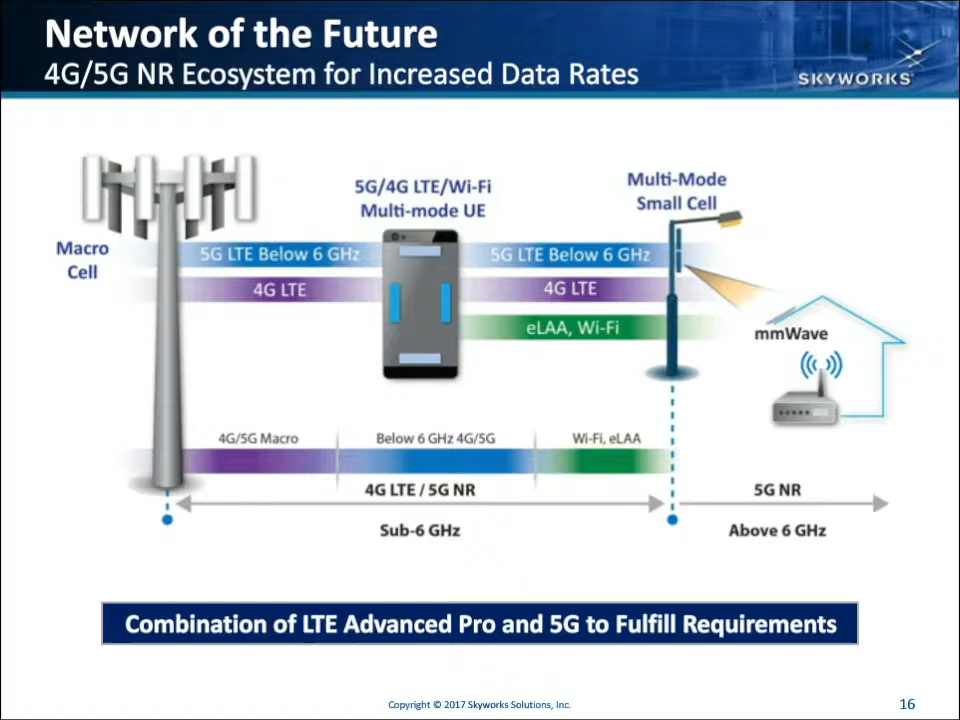 Network of the Future
4G/5G NR Ecosystem for Increased Data Rates
SKYWORKS
5G/4G LTE/Wi-Fi
Multi-mode UE
Multi-Mode
Small Cell
Macro
Cell
5G LTE Below 6 GHz
5G LTE Below 6 GHz
4G LTE
4G LTE
eLAA, Wi-Fi
mmWave
4G/5G Macro
Below 6 GHz 4G/5G
Wi-Fi, eLAA
4G LTE / 5G NR
5G NR
Sub-6 GHz
Above 6 GHz
Combination of LTE Advanced Pro and 5G to Fulfill Requirements
Copyright © 2017 Skyworks Solutions, Inc.
16